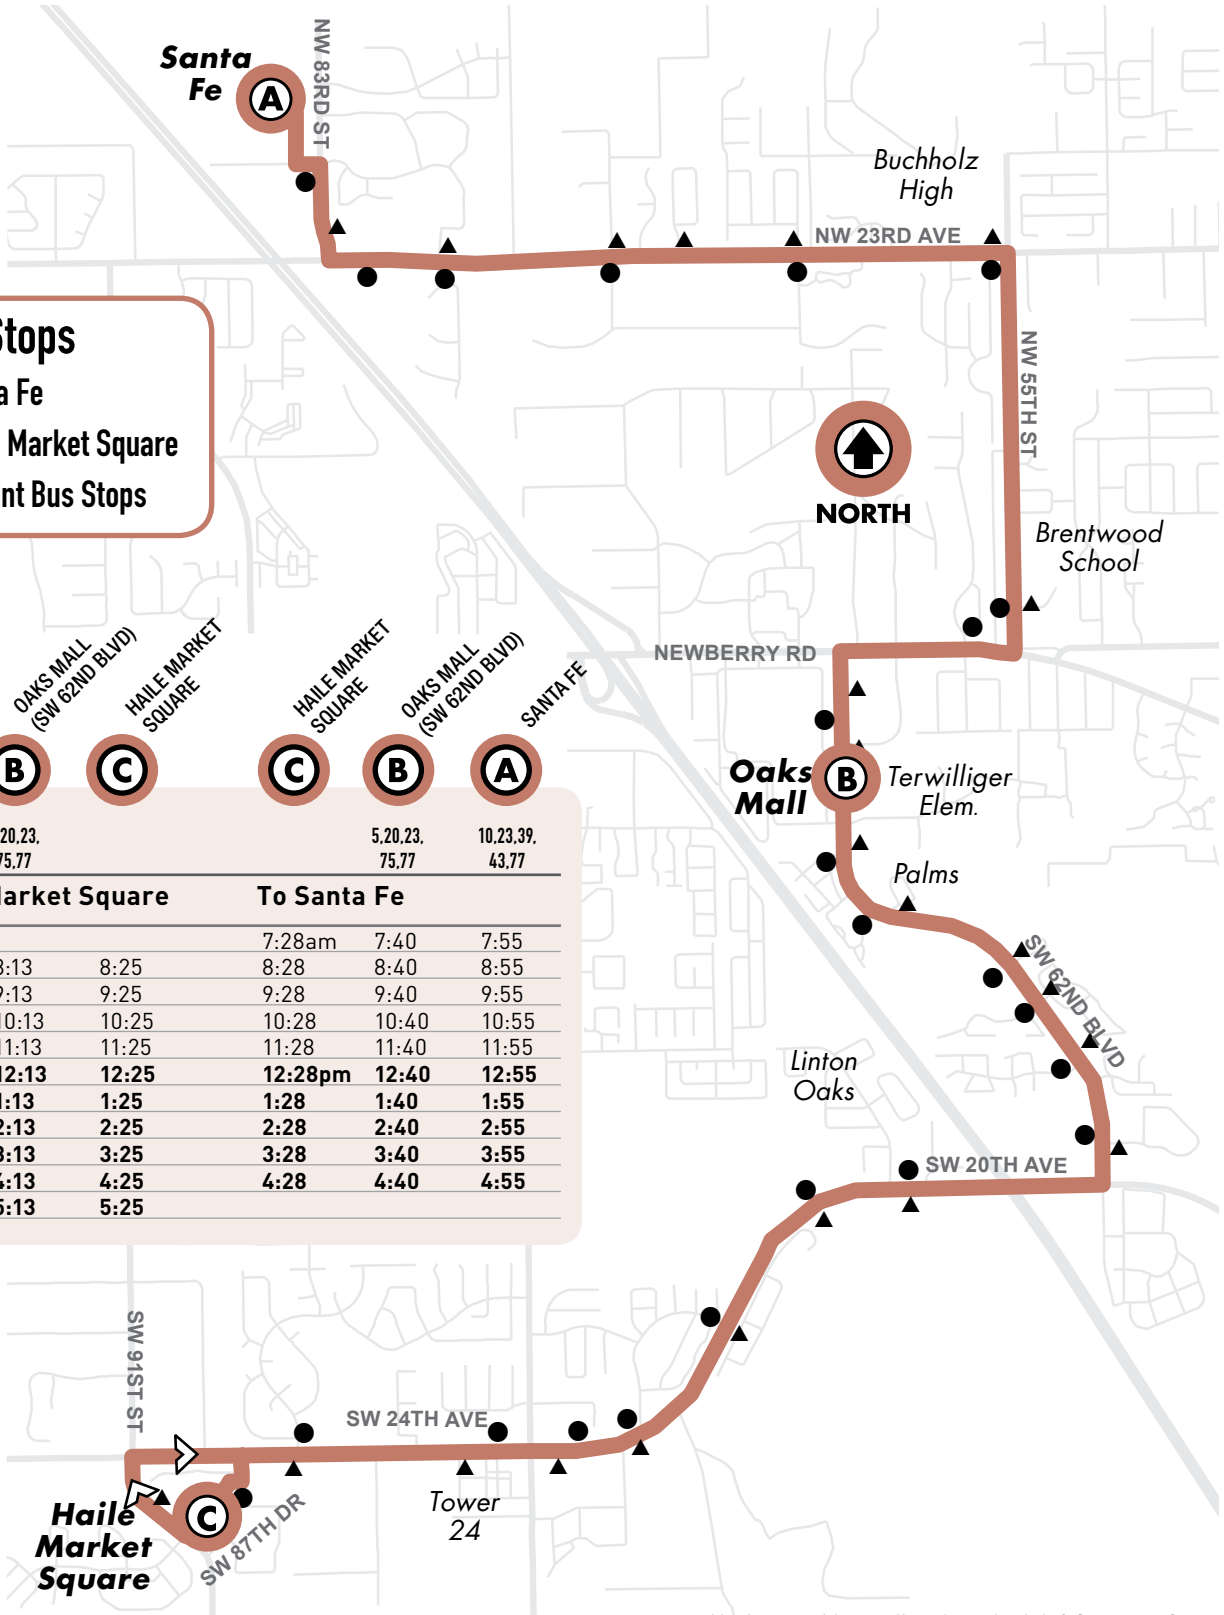 Santa
Fe
A
NW 83RD ST
Buchholz
High
NW 23RD AVE
Stops
a Fe
Market Square
nt Bus Stops
NW 55TH ST
NORTH
Brentwood
School
NEWBERRY RD
OAKS MALL
(SW 62ND BLVD)
HAILE MARKET
SQUARE
HAILE MARKET
SQUARE
OAKS MALL
(SW 62ND BLVD)
SANTA FE
B C C B A
Oaks
Mall
B
Terwilliger
Elem.
20,23, 5,20,23, 10,23,39,
75,77 75,77 43,77
Market Square To Santa Fe
7:28am 7:40 7:55
8:13 8:25 8:28 8:40 8:55
9:13 9:25 9:28 9:40 9:55
10:13 10:25 10:28 10:40 10:55
11:13 11:25 11:28 11:40 11:55
12:13 12:25 12:28pm 12:40 12:55
1:13 1:25 1:28 1:40 1:55
2:13 2:25 2:28 2:40 2:55
3:13 3:25 3:28 3:40 3:55
4:13 4:25 4:28 4:40 4:55
5:13 5:25
Palms
SW 62ND BLVD
Linton
Oaks
SW 20TH AVE
SW 91ST ST
SW 24TH AVE
Haile
Market
Square
C
SW 87TH DR
Tower
24